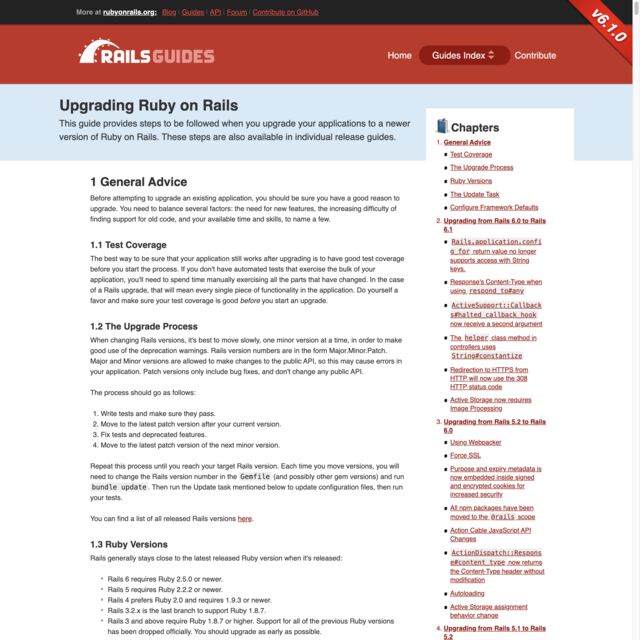 More at rubyonrails.org: Blog | Guides | API | Forum | Contribute on GitHub
v6.1.0
RAILSGUIDES
Home
Guides Index
Contribute
Upgrading Ruby on Rails
This guide provides steps to be followed when you upgrade your applications to a newer
version of Ruby on Rails. These steps are also available in individual release guides.
1 General Advice
Before attempting to upgrade an existing application, you should be sure you have a good reason to
upgrade. You need to balance several factors: the need for new features, the increasing difficulty of
finding support for old code, and your available time and skills, to name a few.
1.1 Test Coverage
The best way to be sure that your application still works after upgrading is to have good test coverage
before you start the process. If you don't have automated tests that exercise the bulk of your
application, you'll need to spend time manually exercising all the parts that have changed. In the case
of a Rails upgrade, that will mean every single piece of functionality in the application. Do yourself a
favor and make sure your test coverage is good before you start an upgrade.
1.2 The Upgrade Process
When changing Rails versions, it's best to move slowly, one minor version at a time, in order to make
good use of the deprecation warnings. Rails version numbers are in the form Major.Minor.Patch.
Major and Minor versions are allowed to make changes to the public API, so this may cause errors in
your application. Patch versions only include bug fixes, and don't change any public API.
The process should go as follows:
1. Write tests and make sure they pass.
2. Move to the latest patch version after your current version.
3. Fix tests and deprecated features.
4. Move to the latest patch version of the next minor version.
Repeat this process until you reach your target Rails version. Each time you move versions, you will
need to change the Rails version number in the Gemfile (and possibly other gem versions) and run
bundle update. Then run the Update task mentioned below to update configuration files, then run
your tests.
You can find a list of all released Rails versions here.
1.3 Ruby Versions
Rails generally stays close to the latest released Ruby version when it's released:
• Rails 6 requires Ruby 2.5.0 or newer.
• Rails 5 requires Ruby 2.2.2 or newer.
• Rails 4 prefers Ruby 2.0 and requires 1.9.3 or newer.
• Rails 3.2.x is the last branch to support Ruby 1.8.7.
• Rails 3 and above require Ruby 1.8.7 or higher. Support for all of the previous Ruby
versions has been dropped officially. You should upgrade as early as possible.
Chapters
1. General Advice
Test Coverage
The Upgrade Process
Ruby Versions
The Update Task
Configure Framework Defaults
2. Upgrading from Rails 6.0 to Rails
6.1
Rails.application.confi
g_for return value no longer
supports access with String
keys.
Response's Content-Type when
using respond_to#any
ActiveSupport::Callback
s#halted_callback_hook
now receive a second argument
The helper class method in
controllers uses
String#constantize
Redirection to HTTPS from
HTTP will now use the 308
HTTP status code
Active Storage now requires
Image Processing
3. Upgrading from Rails 5.2 to Rails
6.0
Using Webpacker
Force SSL
Purpose and expiry metadata is
now embedded inside signed
and encrypted cookies for
increased security
All npm packages have been
moved to the @rails scope
Action Cable JavaScript API
Changes
ActionDispatch::Respons
e#content_type now returns
the Content-Type header without
modification
Autoloading
Active Storage assignment
behavior change
4. Upgrading from Rails 5.1 to Rails
5.2